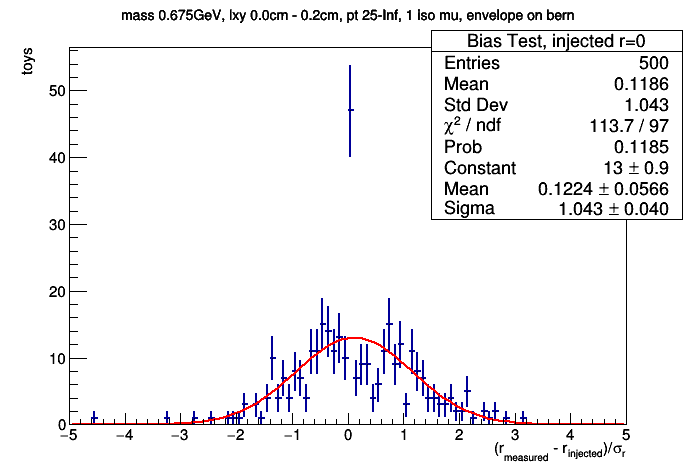 mass 0.675GeV, lxy 0.0cm - 0.2cm, pt 25-Inf, 1 Iso mu, envelope on bern
Bias Test, injected r=0
Entries 500
Mean 0.1186
Std Dev 1.043
χ² / ndf 113.7 / 97
Prob 0.1185
Constant 13 ± 0.9
Mean 0.1224 ± 0.0566
Sigma 1.043 ± 0.040
toys
50
40
30
20
10
0
−5 −4 −3 −2 −1 0 1 2 3 4 5
(r_measured - r_injected)/σ_r